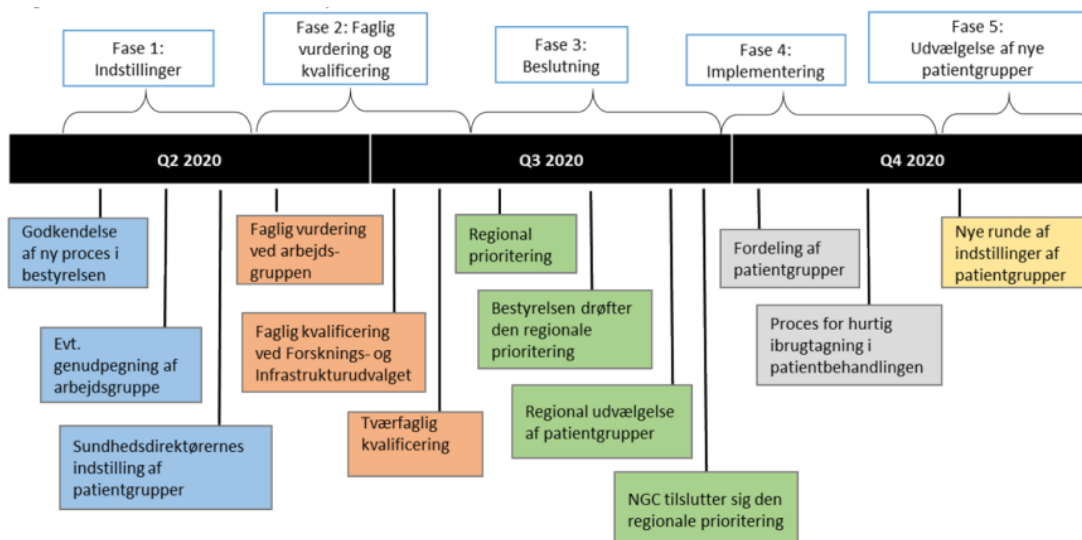 Fase 1:
Indstillinger
Fase 2: Faglig
vurdering og
kvalificering
Fase 3:
Beslutning
Fase 4:
Implementering
Fase 5:
Udvælgelse af nye
patientgrupper
Q2 2020
Q3 2020
Q4 2020
Godkendelse
af ny proces i
bestyrelsen
Evt.
genudpegning af
arbejdsgruppe
Sundhedsdirektørernes
indstilling af
patientgrupper
Faglig vurdering
ved arbejds-
gruppen
Faglig kvalificering
ved Forsknings- og
Infrastrukturudvalget
Tværfaglig
kvalificering
Regional
prioritering
Bestyrelsen drøfter
den regionale
prioritering
Regional udvælgelse
af patientgrupper
NGC tilslutter sig den
regionale prioritering
Fordeling af
patientgrupper
Proces for hurtig
ibrugtagning i
patientbehandlingen
Nye runde af
indstillinger af
patientgrupper